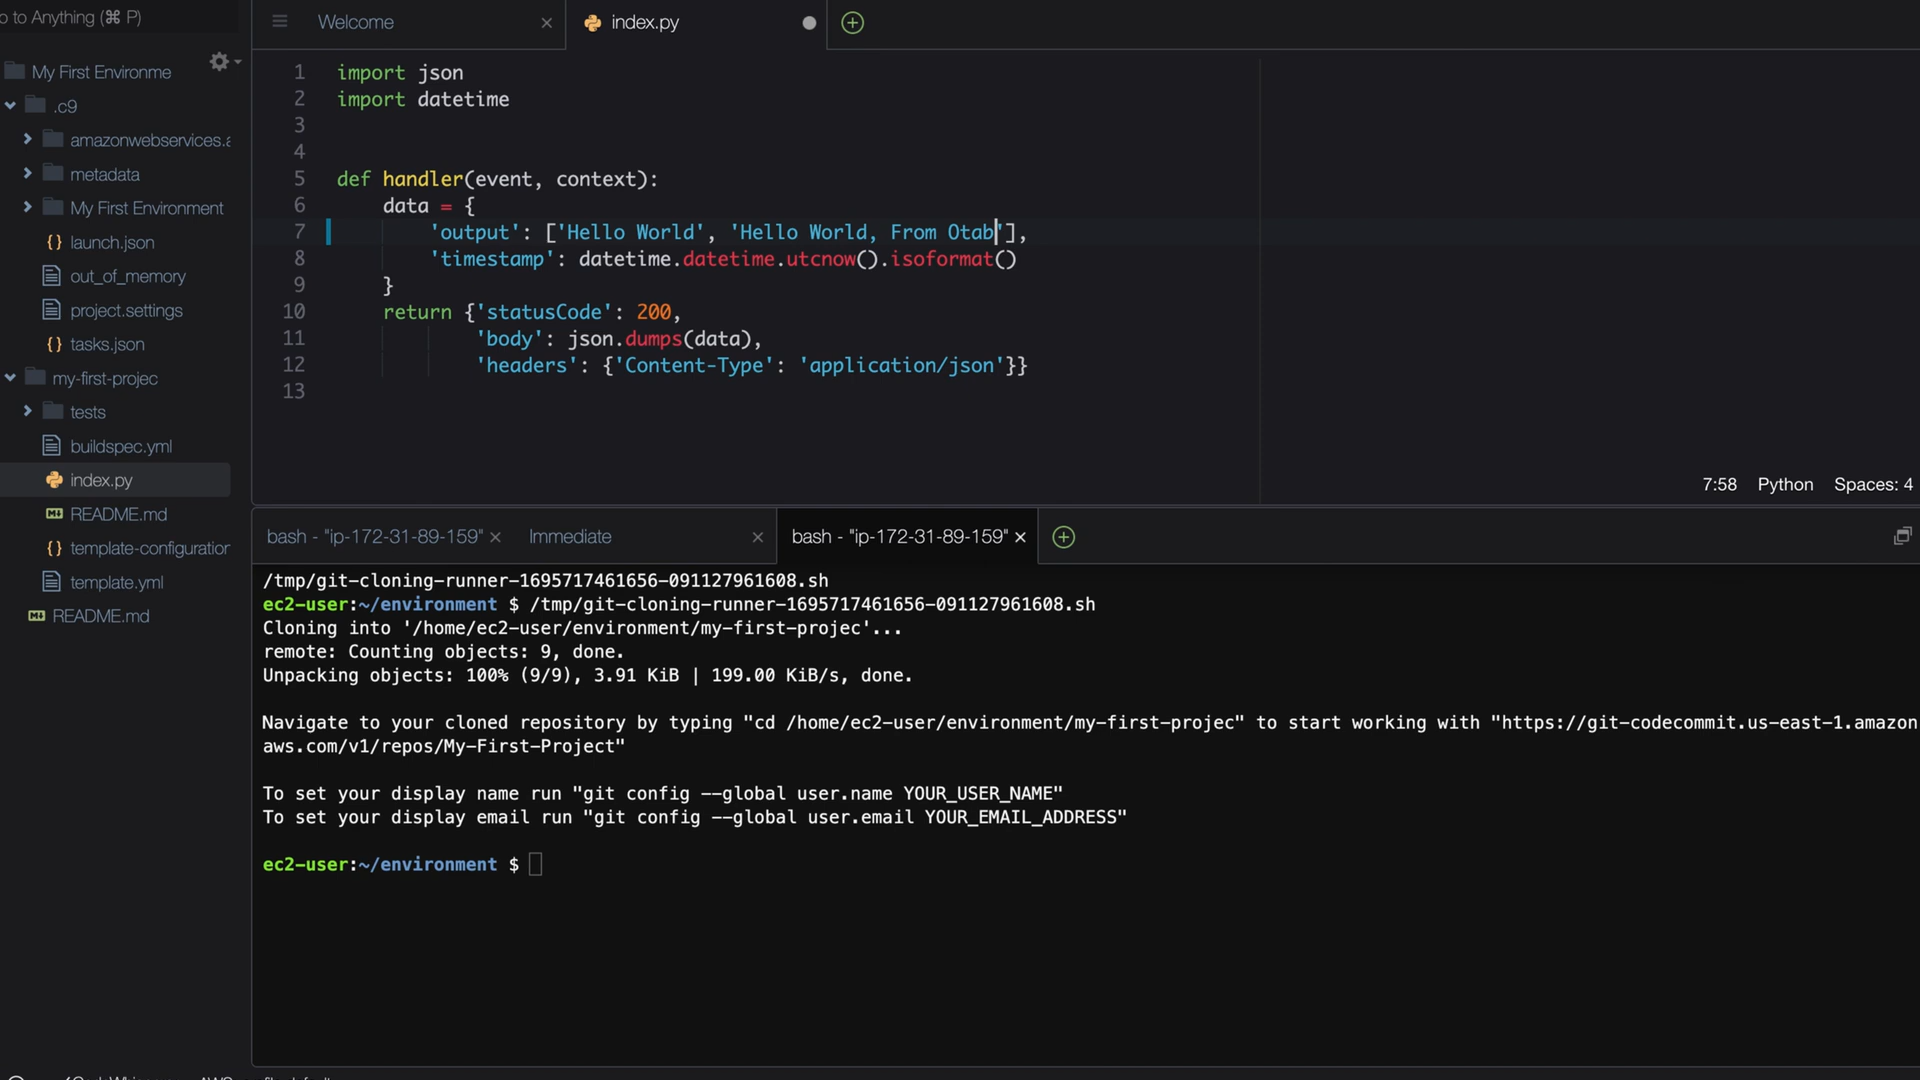 o to Anything (⌘ P)
My First Environme
.c9
amazonwebservices.a
metadata
My First Environment
launch.json
out_of_memory
project.settings
tasks.json
my-first-projec
tests
buildspec.yml
index.py
README.md
template-configuration
template.yml
README.md
Welcome
index.py
1 import json
2 import datetime
3
4
5 def handler(event, context):
6 data = {
7 'output': ['Hello World', 'Hello World, From Otab'],
8 'timestamp': datetime.datetime.utcnow().isoformat()
9 }
10 return {'statusCode': 200,
11 'body': json.dumps(data),
12 'headers': {'Content-Type': 'application/json'}}
13
7:58 Python Spaces: 4
bash - "ip-172-31-89-159" Immediate bash - "ip-172-31-89-159"
/tmp/git-cloning-runner-1695717461656-091127961608.sh
ec2-user:~/environment $ /tmp/git-cloning-runner-1695717461656-091127961608.sh
Cloning into '/home/ec2-user/environment/my-first-projec'...
remote: Counting objects: 9, done.
Unpacking objects: 100% (9/9), 3.91 KiB | 199.00 KiB/s, done.
Navigate to your cloned repository by typing "cd /home/ec2-user/environment/my-first-projec" to start working with "https://git-codecommit.us-east-1.amazon
aws.com/v1/repos/My-First-Project"
To set your display name run "git config --global user.name YOUR_USER_NAME"
To set your display email run "git config --global user.email YOUR_EMAIL_ADDRESS"
ec2-user:~/environment $